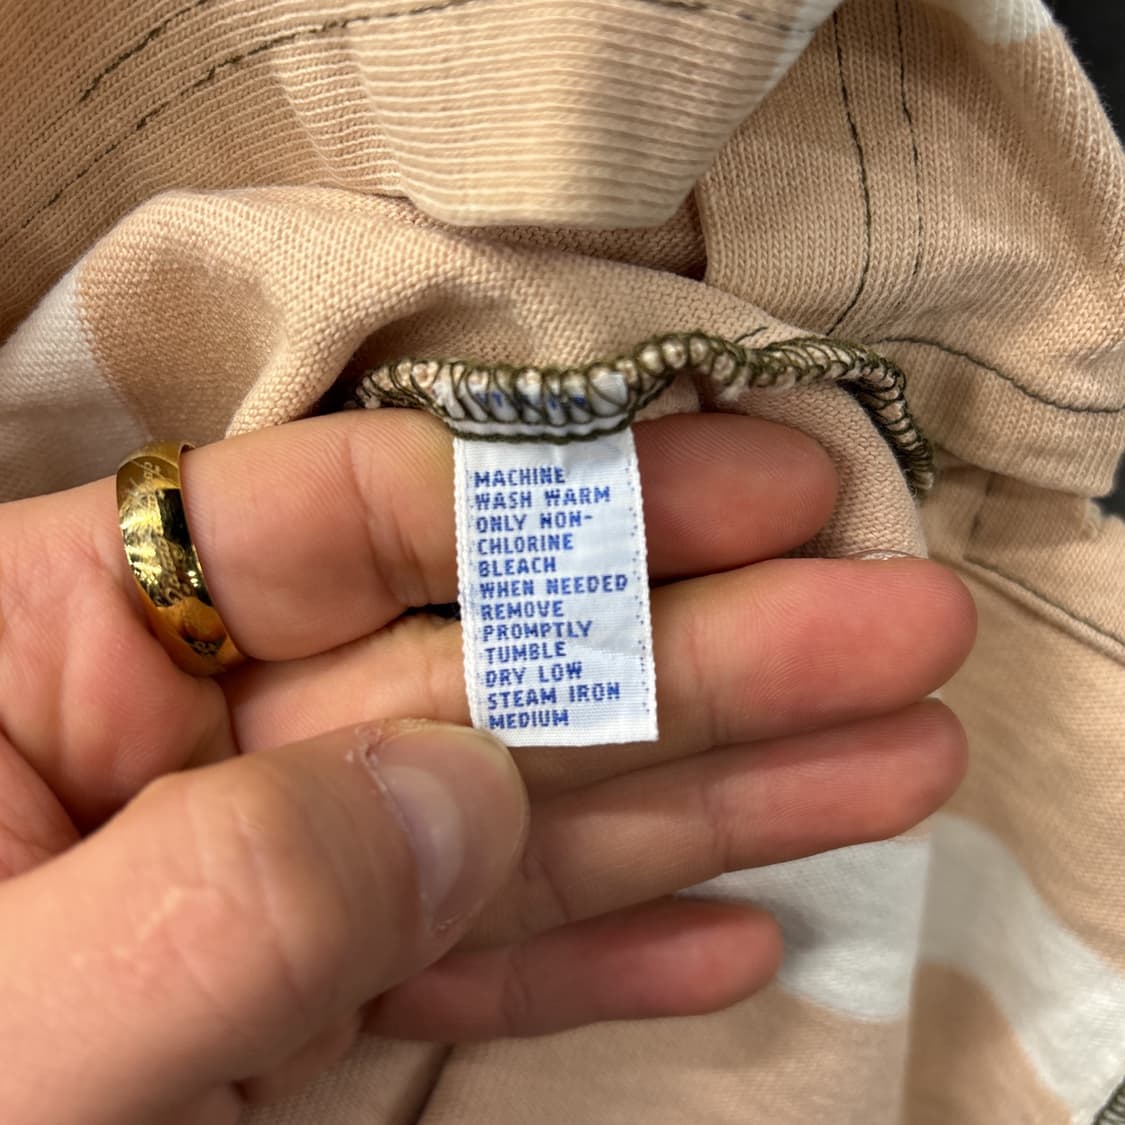 MACHINE
WASH WARM
ONLY NON-
CHLORINE
BLEACH
WHEN NEEDED
REMOVE
PROMPTLY
TUMBLE
DRY LOW
STEAM IRON
MEDIUM